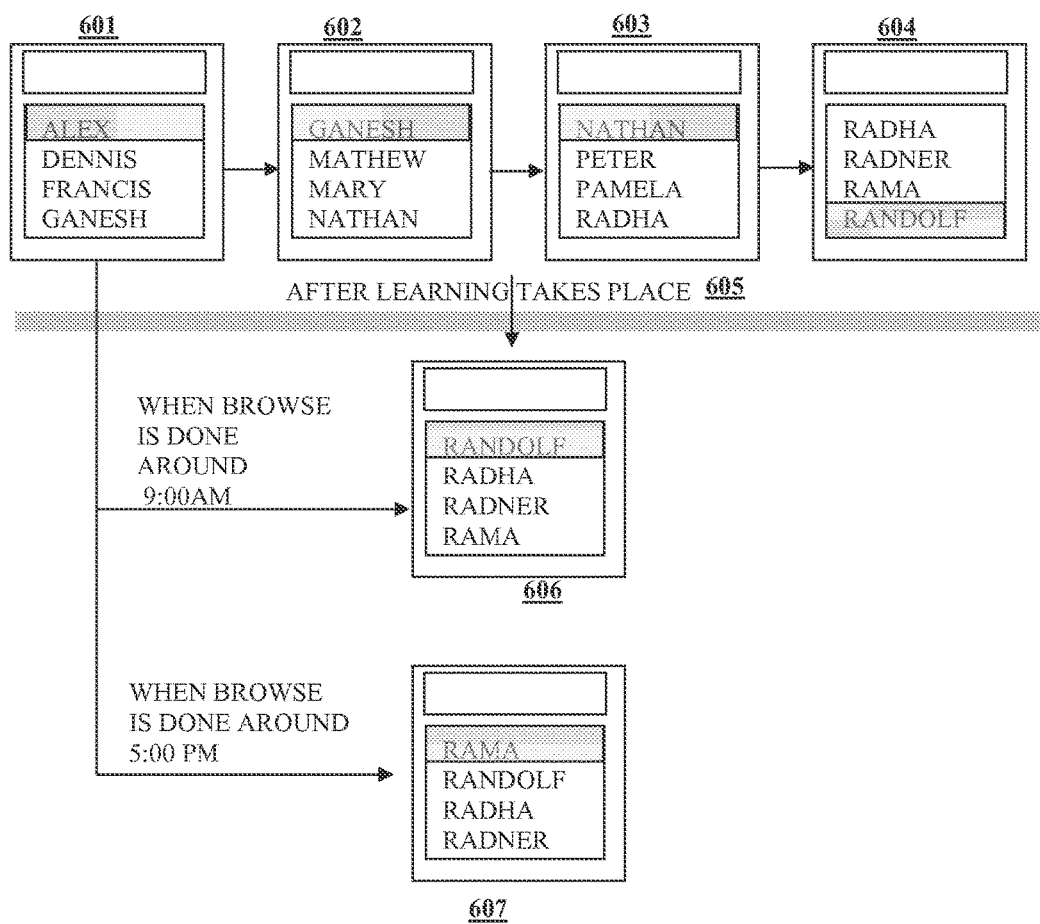 601
602
603
604
ALEX
DENNIS
FRANCIS
GANESH
GANESH
MATHEW
MARY
NATHAN
NATHAN
PETER
PAMELA
RADHA
RADHA
RADNER
RAMA
RANDOLF
AFTER LEARNING TAKES PLACE 605
WHEN BROWSE
IS DONE
AROUND
9:00AM
RANDOLF
RADHA
RADNER
RAMA
606
WHEN BROWSE
IS DONE AROUND
5:00 PM
RAMA
RANDOLF
RADHA
RADNER
607